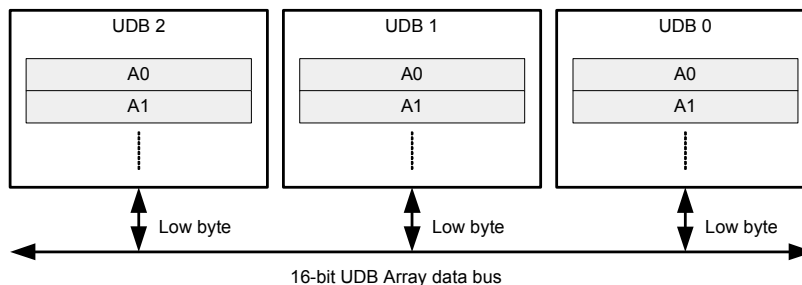 UDB 2 UDB 1 UDB 0
A0 A0 A0
A1 A1 A1
Low byte Low byte Low byte
16-bit UDB Array data bus